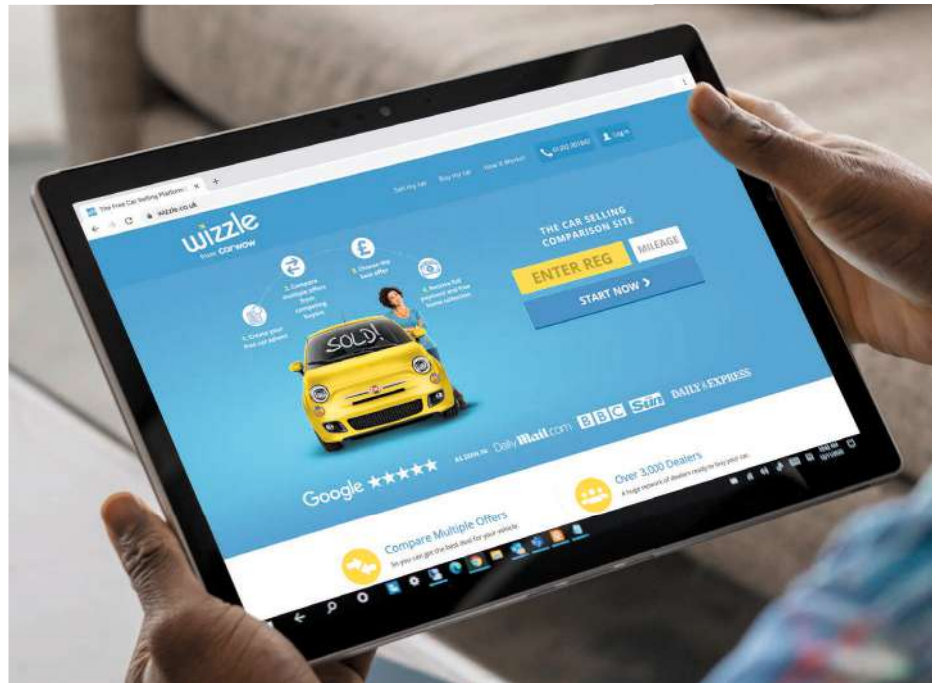 The Free Car Selling Platform
wizzle.co.uk
wizzle
from carwow
Sell my car
Buy my car
How it Works?
Log in
1. Create your
free car advert
2. Compare
multiple offers
from
competing
buyers
3. Choose the
best offer
4. Receive full
payment and free
home collection
SOLD!
THE CAR SELLING
COMPARISON SITE
ENTER REG
MILEAGE
START NOW
Google
Daily Mail.com
BBC
Sun
DAILY EXPRESS
Compare Multiple Offers
So you can get the best deal for your vehicle.
Over 3,000 Dealers
A huge network of dealers ready to buy your car.